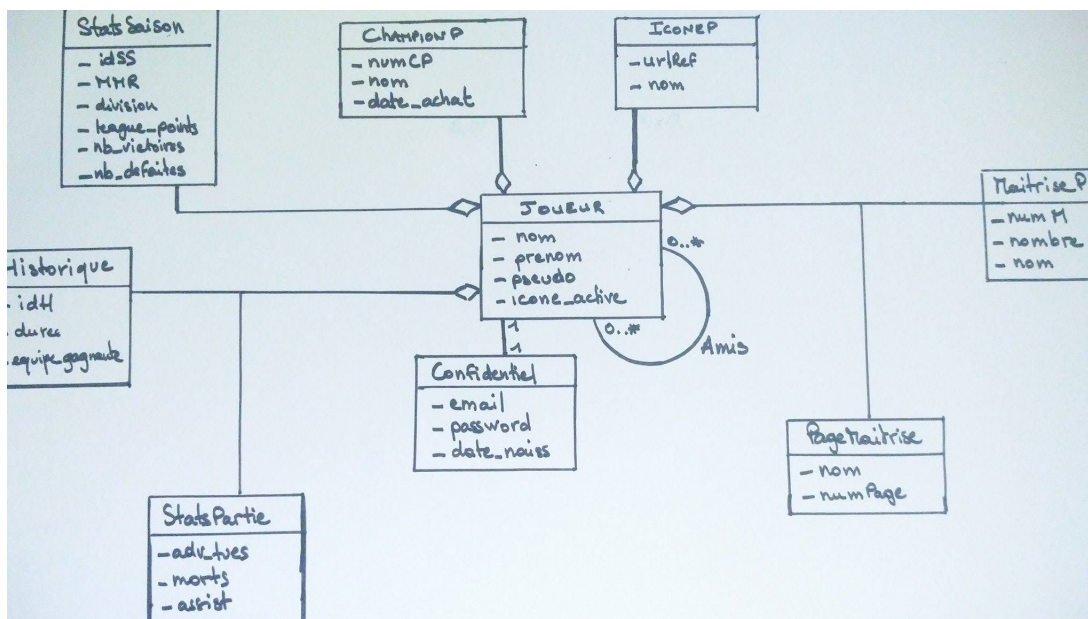 StatsSaison
- idSS
- MMR
- division
- league_points
- nb_victoires
- nb_defaites
ChampionP
- numCP
- nom
- date_achat
IconeP
- urlRef
- nom
MaitriseP
- numM
- nombre
- nom
JOUEUR
- nom
- prenom
- pseudo
- icone_active
0..*
0..*
Amis
Historique
- idH
- duree
- equipe_gagnante
1
1
Confidentiel
- email
- password
- date_naiss
PageMaitrise
- nom
- numPage
StatsPartie
- adv_tues
- morts
- assist